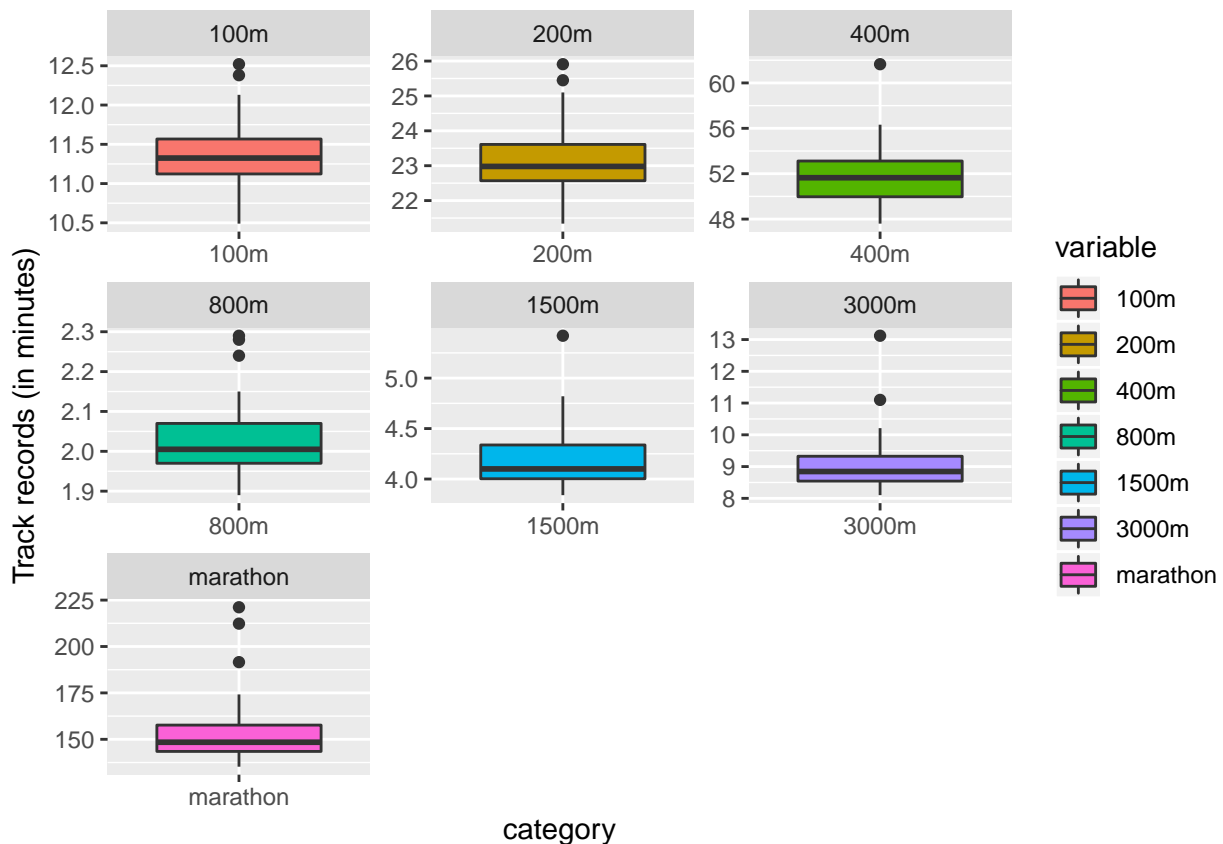 100m
200m
400m
12.5
12.0
11.5
11.0
10.5
26
25
24
23
22
60
56
52
48
100m
200m
400m
Track records (in minutes)
800m
1500m
3000m
2.3
2.2
2.1
2.0
1.9
5.0
4.5
4.0
13
12
11
10
9
8
800m
1500m
3000m
marathon
225
200
175
150
marathon
category
variable
100m
200m
400m
800m
1500m
3000m
marathon